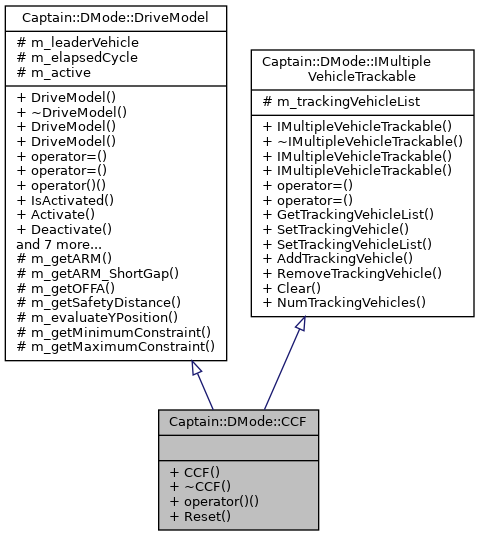 Captain::DMode::DriveModel
# m_leaderVehicle
# m_elapsedCycle
# m_active
+ DriveModel()
+ ~DriveModel()
+ DriveModel()
+ DriveModel()
+ operator=()
+ operator=()
+ operator()()
+ IsActivated()
+ Activate()
+ Deactivate()
and 7 more...
# m_getARM()
# m_getARM_ShortGap()
# m_getOFFA()
# m_getSafetyDistance()
# m_evaluateYPosition()
# m_getMinimumConstraint()
# m_getMaximumConstraint()
Captain::DMode::IMultiple
VehicleTrackable
# m_trackingVehicleList
+ IMultipleVehicleTrackable()
+ ~IMultipleVehicleTrackable()
+ IMultipleVehicleTrackable()
+ IMultipleVehicleTrackable()
+ operator=()
+ operator=()
+ GetTrackingVehicleList()
+ SetTrackingVehicle()
+ SetTrackingVehicleList()
+ AddTrackingVehicle()
+ RemoveTrackingVehicle()
+ Clear()
+ NumTrackingVehicles()
Captain::DMode::CCF
+ CCF()
+ ~CCF()
+ operator()()
+ Reset()